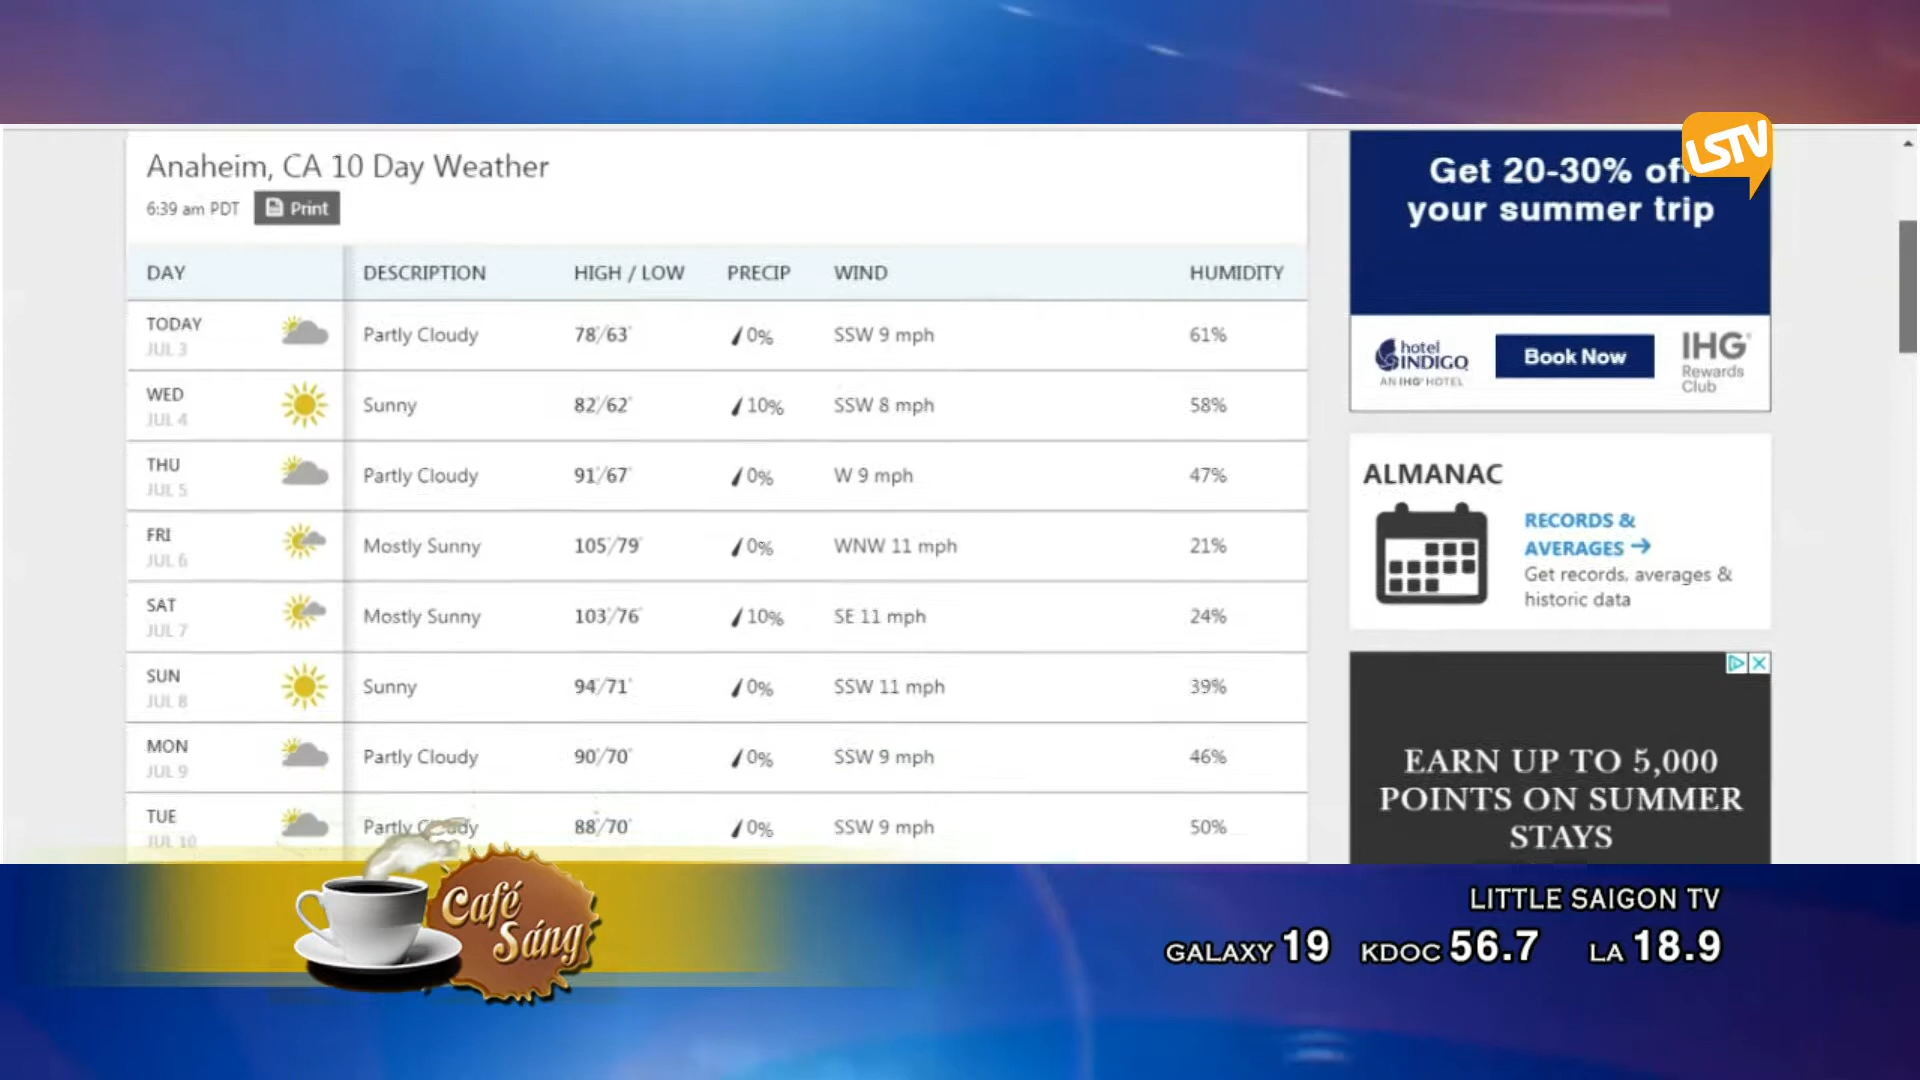 Anaheim, CA 10 Day Weather
6:39 am PDT Print
DAY DESCRIPTION HIGH / LOW PRECIP WIND HUMIDITY
TODAY
JUL 3
Partly Cloudy 78°/63° 0% SSW 9 mph 61%
WED
JUL 4
Sunny 82°/62° 10% SSW 8 mph 58%
THU
JUL 5
Partly Cloudy 91°/67° 0% W 9 mph 47%
FRI
JUL 6
Mostly Sunny 105°/79° 0% WNW 11 mph 21%
SAT
JUL 7
Mostly Sunny 103°/76° 10% SE 11 mph 24%
SUN
JUL 8
Sunny 94°/71° 0% SSW 11 mph 39%
MON
JUL 9
Partly Cloudy 90°/70° 0% SSW 9 mph 46%
TUE
JUL 10
Partly Cloudy 88°/70° 0% SSW 9 mph 50%
LSTV
Get 20-30% off
your summer trip
hotel
INDIGO
AN IHG® HOTEL
Book Now
IHG®
Rewards
Club
ALMANAC
RECORDS &
AVERAGES →
Get records, averages &
historic data
EARN UP TO 5,000
POINTS ON SUMMER
STAYS
Café
Sáng
LITTLE SAIGON TV
GALAXY 19 KDOC 56.7 LA 18.9